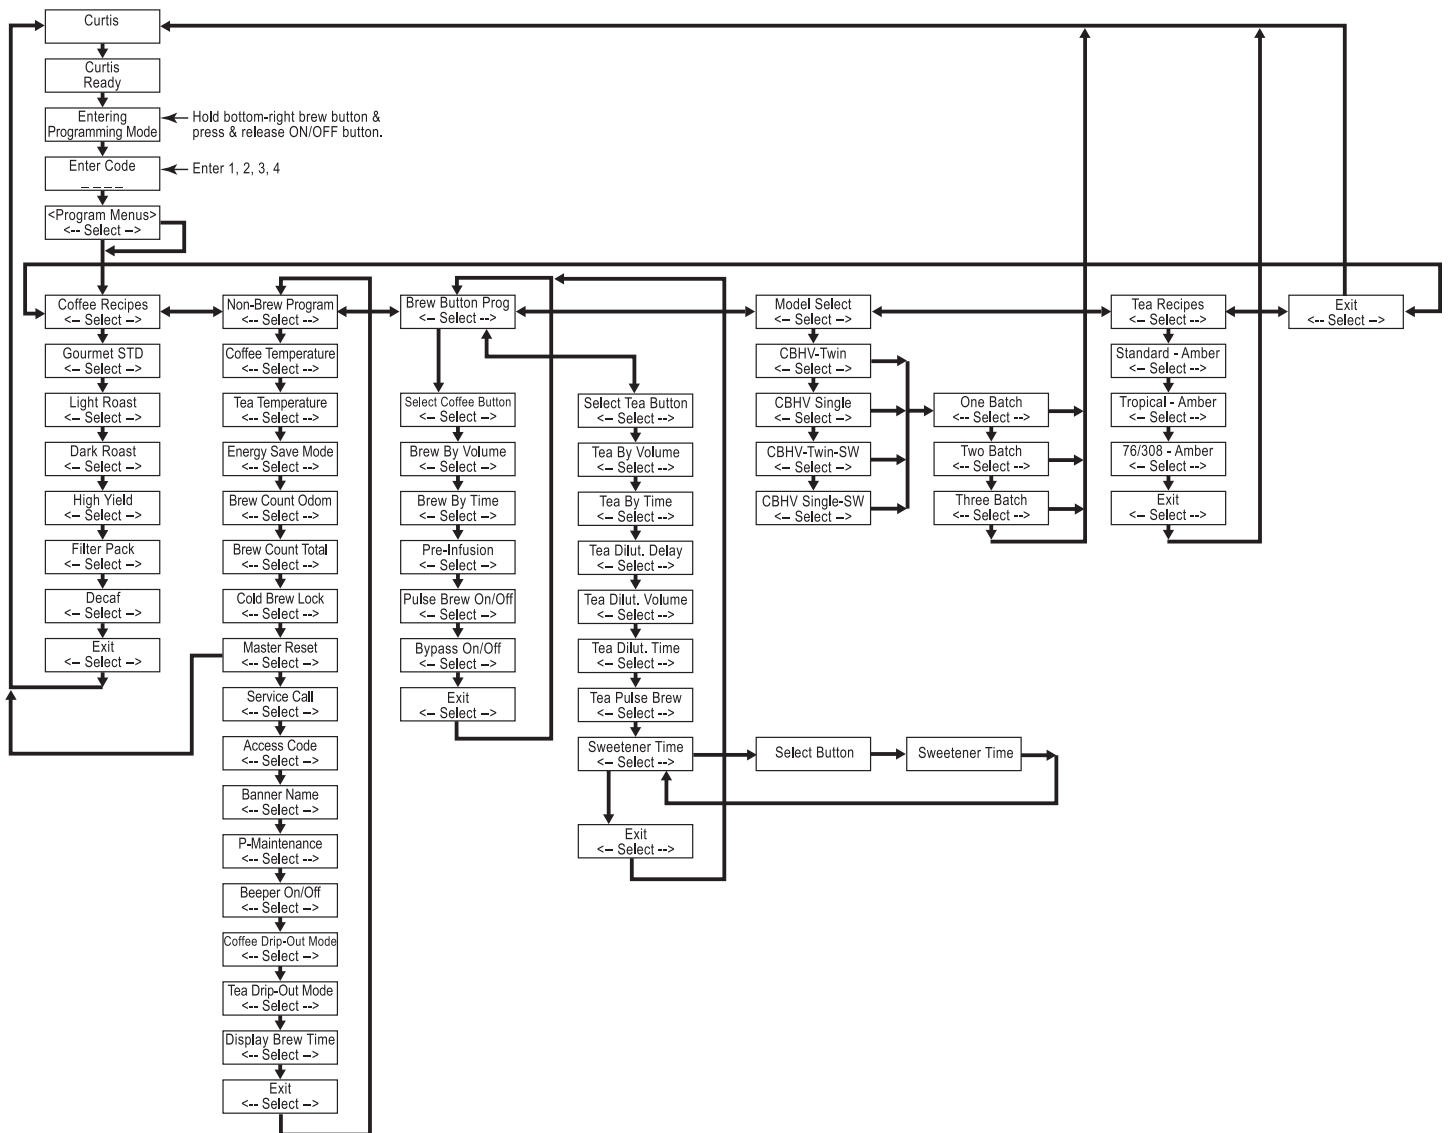 Curtis
Curtis
Ready
Entering
Programming Mode
Hold bottom-right brew button &
press & release ON/OFF button.
Enter Code
_ _ _ _
Enter 1, 2, 3, 4
<Program Menus>
<-- Select -->
Coffee Recipes
<-- Select -->
Gourmet STD
<-- Select -->
Light Roast
<-- Select -->
Dark Roast
<-- Select -->
High Yield
<-- Select -->
Filter Pack
<-- Select -->
Decaf
<-- Select -->
Exit
<-- Select -->
Non-Brew Program
<-- Select -->
Coffee Temperature
<-- Select -->
Tea Temperature
<-- Select -->
Energy Save Mode
<-- Select -->
Brew Count Odom
<-- Select -->
Brew Count Total
<-- Select -->
Cold Brew Lock
<-- Select -->
Master Reset
<-- Select -->
Service Call
<-- Select -->
Access Code
<-- Select -->
Banner Name
<-- Select -->
P-Maintenance
<-- Select -->
Beeper On/Off
<-- Select -->
Coffee Drip-Out Mode
<-- Select -->
Tea Drip-Out Mode
<-- Select -->
Display Brew Time
<-- Select -->
Exit
<-- Select -->
Brew Button Prog
<-- Select -->
Select Coffee Button
<-- Select -->
Brew By Volume
<-- Select -->
Brew By Time
<-- Select -->
Pre-Infusion
<-- Select -->
Pulse Brew On/Off
<-- Select -->
Bypass On/Off
<-- Select -->
Exit
<-- Select -->
Select Tea Button
<-- Select -->
Tea By Volume
<-- Select -->
Tea By Time
<-- Select -->
Tea Dilut. Delay
<-- Select -->
Tea Dilut. Volume
<-- Select -->
Tea Dilut. Time
<-- Select -->
Tea Pulse Brew
<-- Select -->
Sweetener Time
<-- Select -->
Select Button
Sweetener Time
Exit
<-- Select -->
Model Select
<-- Select -->
CBHV-Twin
<-- Select -->
CBHV Single
<-- Select -->
CBHV-Twin-SW
<-- Select -->
CBHV Single-SW
<-- Select -->
One Batch
<-- Select -->
Two Batch
<-- Select -->
Three Batch
<-- Select -->
Tea Recipes
<-- Select -->
Standard - Amber
<-- Select -->
Tropical - Amber
<-- Select -->
76/308 - Amber
<-- Select -->
Exit
<-- Select -->
Exit
<-- Select -->